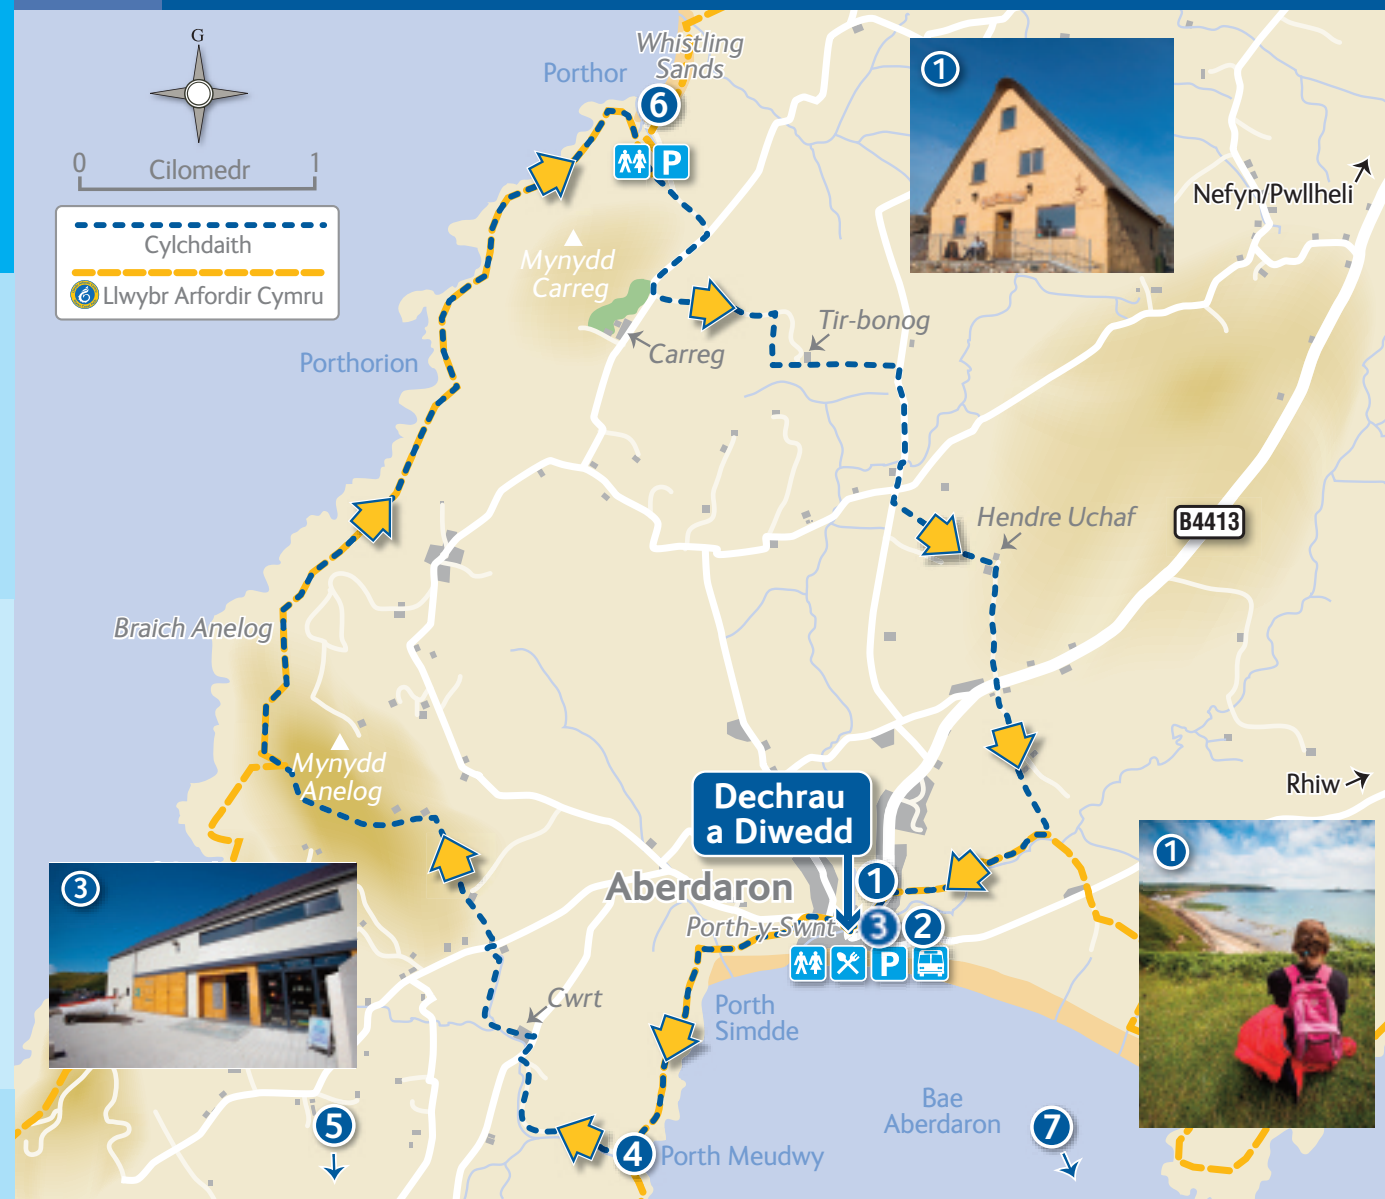 G
0 Cilomedr 1
Cylchdaith
Llwybr Arfordir Cymru
Whistling
Sands
Porthor
6
P
1
Nefyn/Pwllheli
Mynydd
Carreg
Carreg
Tir-bonog
Porthorion
Hendre Uchaf
B4413
Braich Anelog
Mynydd
Anelog
Rhiw
Dechrau
a Diwedd
Aberdaron
1
Porth-y-Swnt
3
2
P
1
3
Cwrt
Porth
Simdde
Bae
Aberdaron
5
4
Porth Meudwy
7